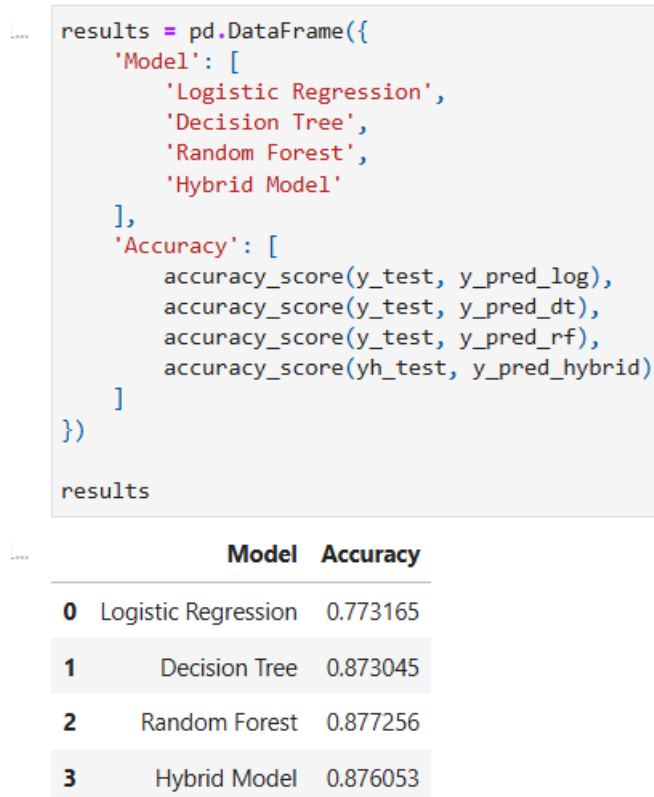 results = pd.DataFrame({
    'Model': [
        'Logistic Regression',
        'Decision Tree',
        'Random Forest',
        'Hybrid Model'
    ],
    'Accuracy': [
        accuracy_score(y_test, y_pred_log),
        accuracy_score(y_test, y_pred_dt),
        accuracy_score(y_test, y_pred_rf),
        accuracy_score(yh_test, y_pred_hybrid)
    ]
})
results
Model Accuracy
0 Logistic Regression 0.773165
1 Decision Tree 0.873045
2 Random Forest 0.877256
3 Hybrid Model 0.876053